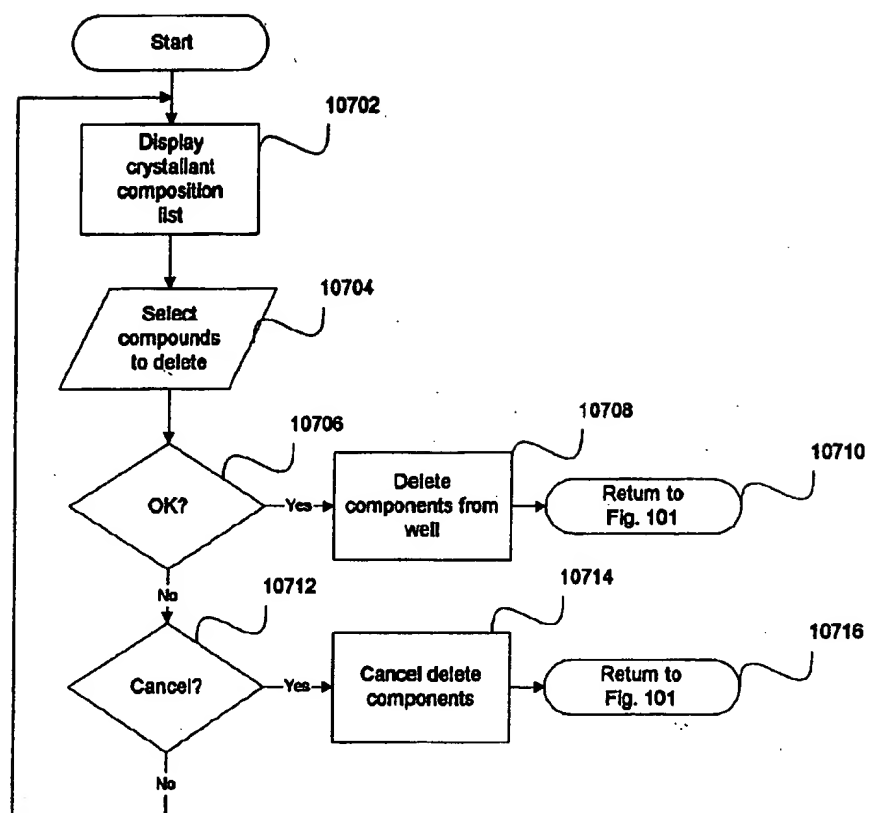 Start
10702
Display
crystallant
composition
list
10704
Select
compounds
to delete
10706
OK?
Yes
10708
Delete
components from
well
10710
Return to
Fig. 101
No
10712
Cancel?
Yes
10714
Cancel delete
components
10716
Return to
Fig. 101
No